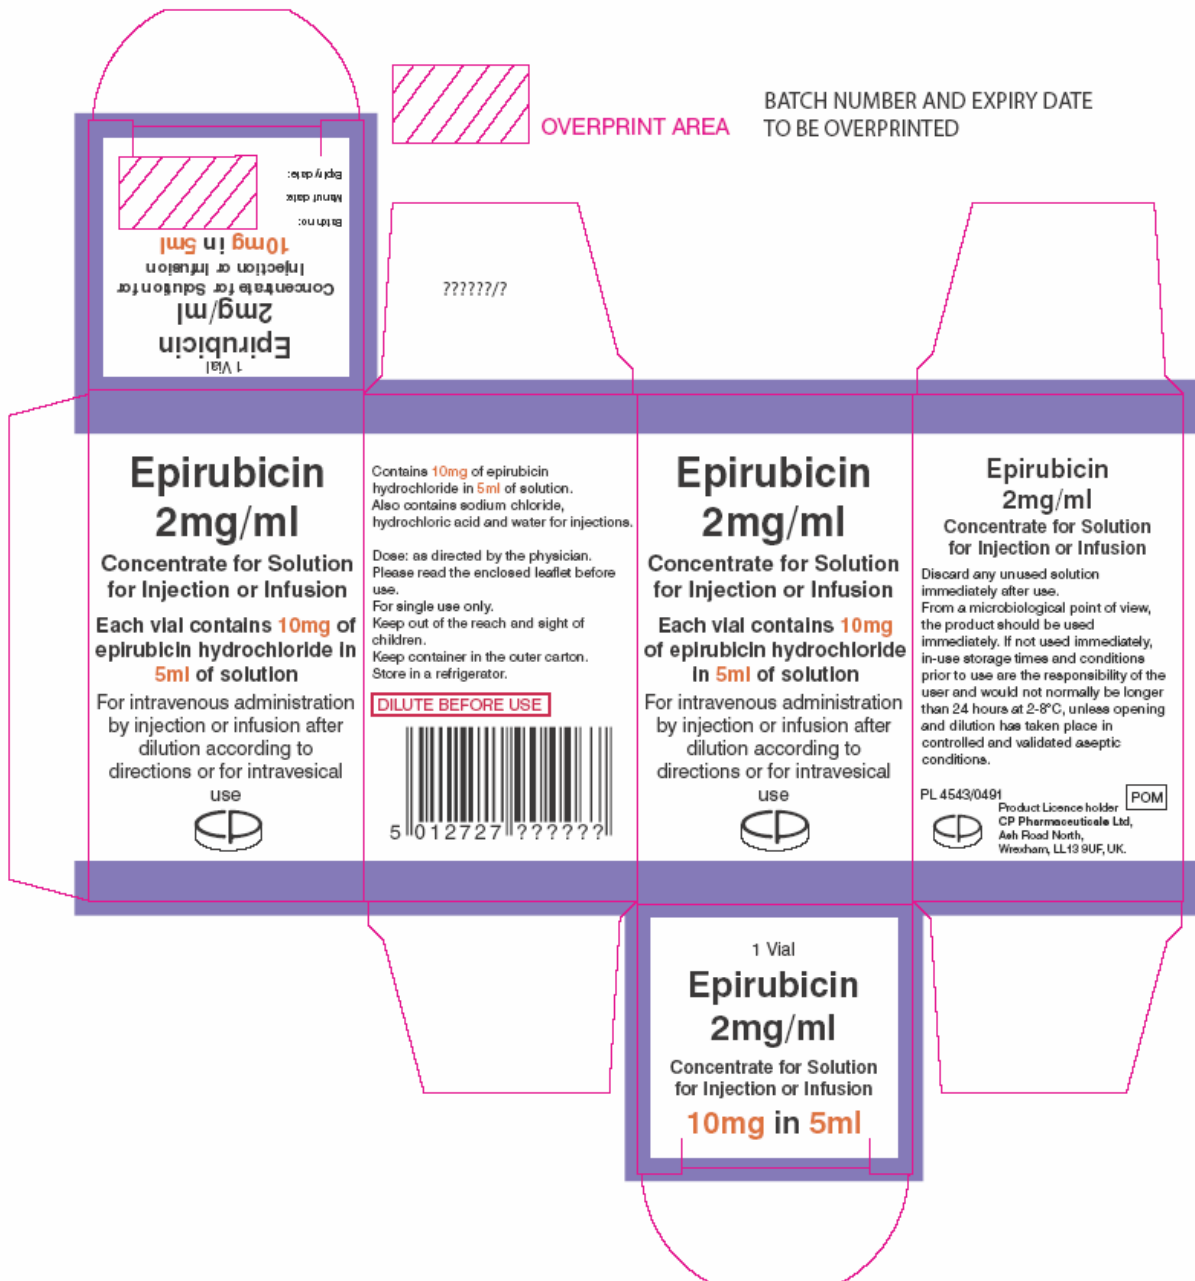 OVERPRINT AREA
BATCH NUMBER AND EXPIRY DATE
TO BE OVERPRINTED
1 Vial
Epirubicin
2mg/ml
Concentrate for Solution for
Injection or Infusion
10mg in 5ml
Batch no:
Manuf date:
Expiry date:
??????/?
Epirubicin
2mg/ml
Concentrate for Solution
for Injection or Infusion
Each vial contains 10mg of
epirubicin hydrochloride in
5ml of solution
For intravenous administration
by injection or infusion after
dilution according to
directions or for intravesical
use
CP
Contains 10mg of epirubicin
hydrochloride in 5ml of solution.
Also contains sodium chloride,
hydrochloric acid and water for injections.
Dose: as directed by the physician.
Please read the enclosed leaflet before
use.
For single use only.
Keep out of the reach and sight of
children.
Keep container in the outer carton.
Store in a refrigerator.
DILUTE BEFORE USE
5 012727 ??????
Epirubicin
2mg/ml
Concentrate for Solution
for Injection or Infusion
Each vial contains 10mg
of epirubicin hydrochloride
in 5ml of solution
For intravenous administration
by injection or infusion after
dilution according to
directions or for intravesical
use
CP
Epirubicin
2mg/ml
Concentrate for Solution
for Injection or Infusion
Discard any unused solution
immediately after use.
From a microbiological point of view,
the product should be used
immediately. If not used immediately,
in-use storage times and conditions
prior to use are the responsibility of the
user and would not normally be longer
than 24 hours at 2-8°C, unless opening
and dilution has taken place in
controlled and validated aseptic
conditions.
PL 4543/0491
POM
CP
Product Licence holder
CP Pharmaceuticals Ltd,
Ash Road North,
Wrexham, LL13 9UF, UK.
1 Vial
Epirubicin
2mg/ml
Concentrate for Solution
for Injection or Infusion
10mg in 5ml